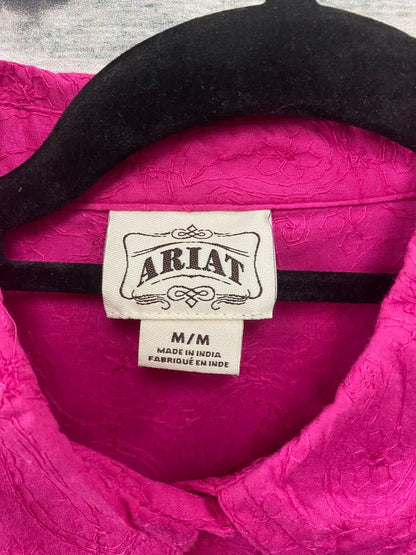 ARIAT
M/M
MADE IN INDIA
FABRIQUÉ EN INDE